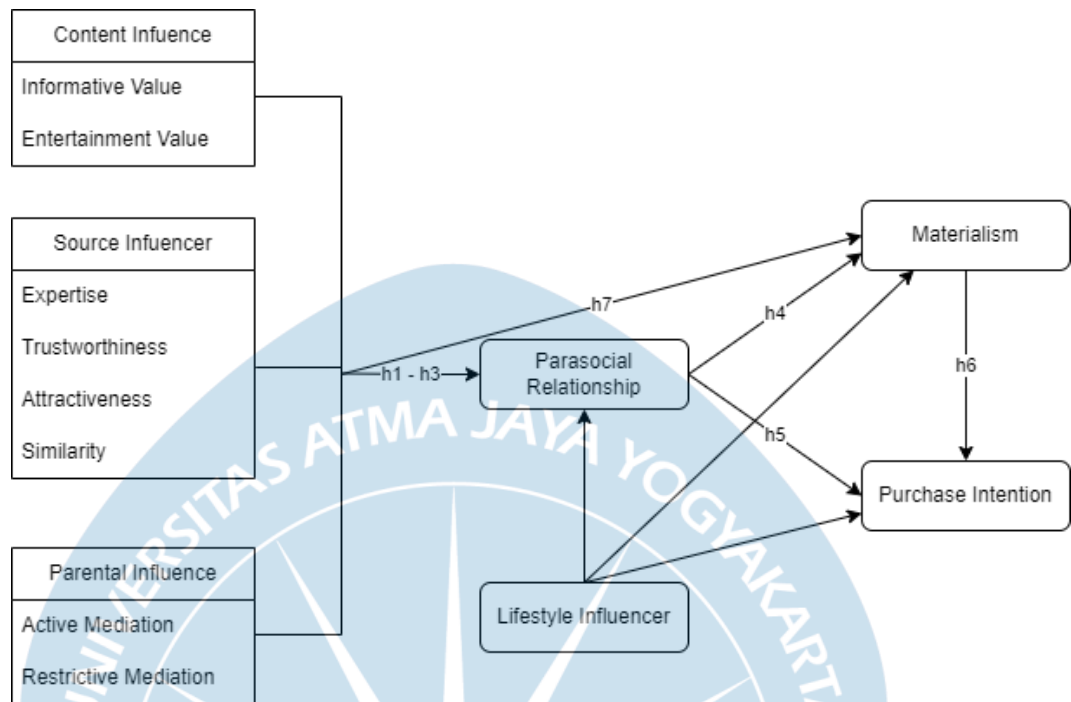 Content Infuence
Informative Value
Entertainment Value
Source Infuencer
Expertise
Trustworthiness
Attractiveness
Similarity
Parental Influence
Active Mediation
Restrictive Mediation
h1 - h3
h7
Parasocial
Relationship
h4
h5
Lifestyle Influencer
Materialism
h6
Purchase Intention
UNIVERSITAS ATMA JAYA YOGYAKARTA